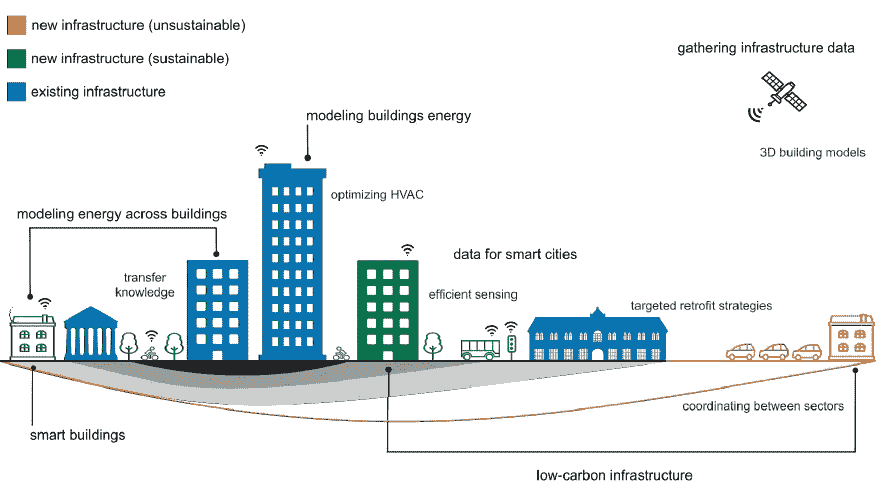 new infrastructure (unsustainable)
new infrastructure (sustainable)
existing infrastructure
gathering infrastructure data
3D building models
modeling buildings energy
optimizing HVAC
modeling energy across buildings
transfer
knowledge
data for smart cities
efficient sensing
targeted retrofit strategies
coordinating between sectors
smart buildings
low-carbon infrastructure